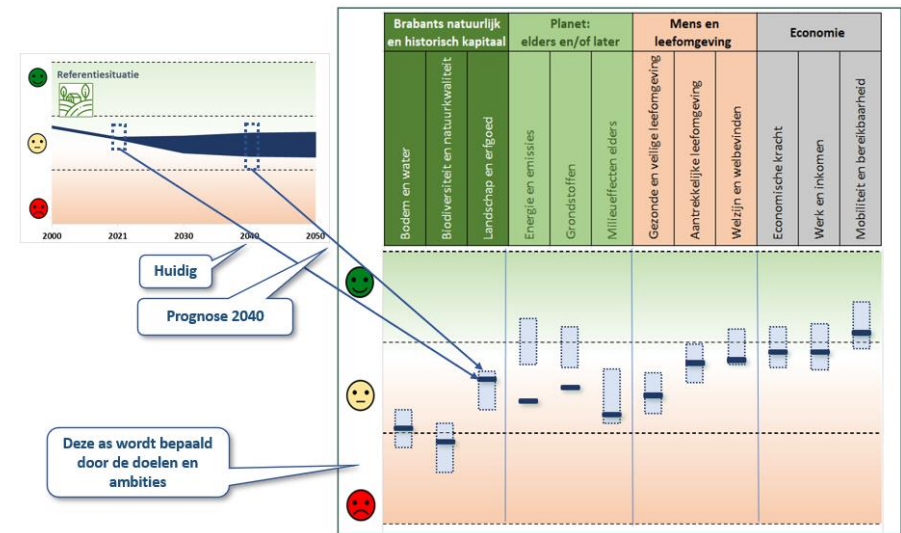 Referentiesituatie
2000 2021 2030 2040 2050
Huidig
Prognose 2040
Deze as wordt bepaald
door de doelen en
ambities
Brabants natuurlijk
en historisch kapitaal
Planet:
elders en/of later
Mens en
leefomgeving
Economie
Bodem en water
Biodiversiteit en natuurkwaliteit
Landschap en erfgoed
Energie en emissies
Grondstoffen
Milieueffecten elders
Gezonde en veilige leefomgeving
Aantrekkelijke leefomgeving
Welzijn en welbevinden
Economische kracht
Werk en inkomen
Mobiliteit en bereikbaarheid